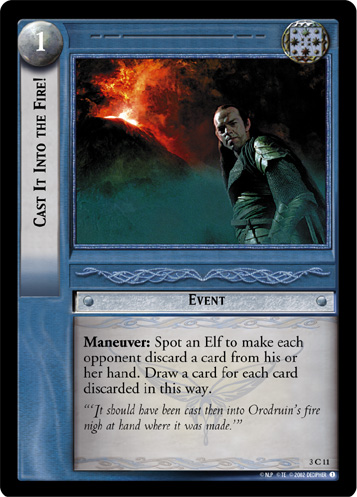 1
CAST IT INTO THE FIRE!
EVENT
Maneuver: Spot an Elf to make each
opponent discard a card from his or
her hand. Draw a card for each card
discarded in this way.
“‘It should have been cast then into Orodruin’s fire
nigh at hand where it was made.’”
3 C 11
© NLP © TE © 2002 DECIPHER